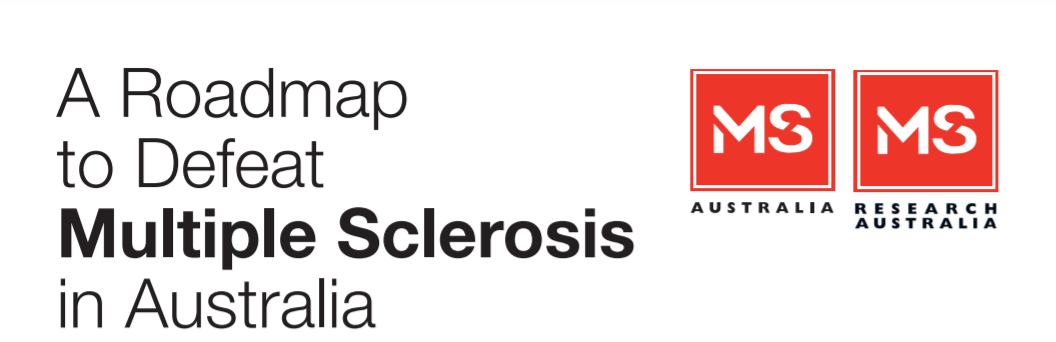 A Roadmap
to Defeat
Multiple Sclerosis
in Australia
MS
AUSTRALIA
MS
RESEARCH
AUSTRALIA